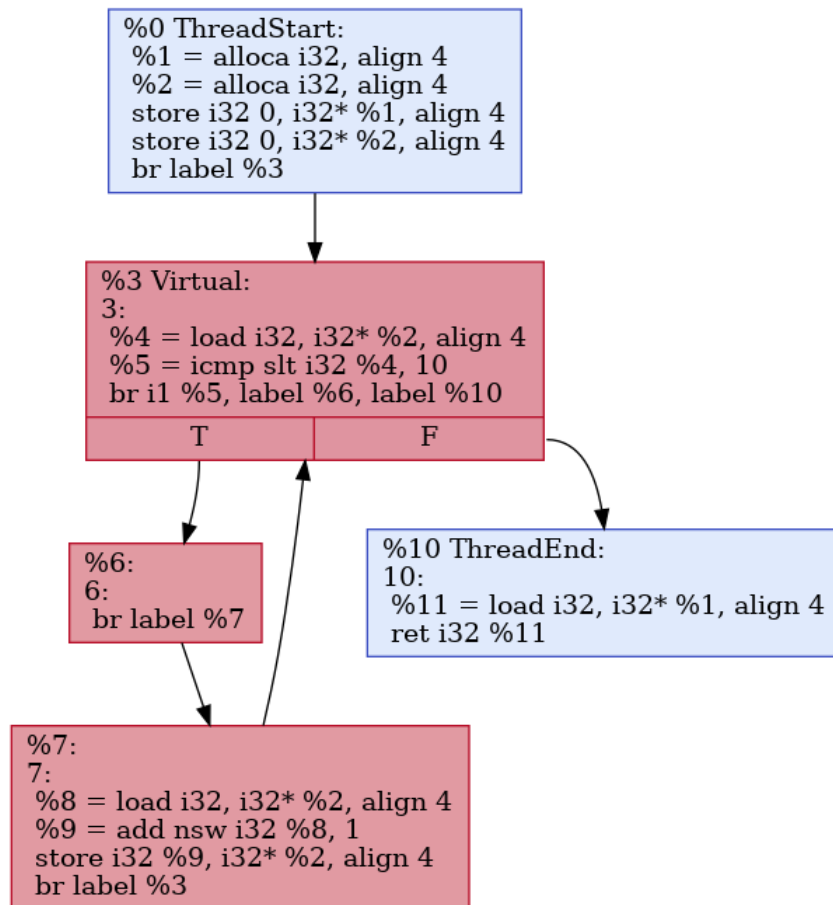 %0 ThreadStart:
%1 = alloca i32, align 4
%2 = alloca i32, align 4
store i32 0, i32* %1, align 4
store i32 0, i32* %2, align 4
br label %3
%3 Virtual:
3:
%4 = load i32, i32* %2, align 4
%5 = icmp slt i32 %4, 10
br i1 %5, label %6, label %10
T
F
%6:
6:
br label %7
%10 ThreadEnd:
10:
%11 = load i32, i32* %1, align 4
ret i32 %11
%7:
7:
%8 = load i32, i32* %2, align 4
%9 = add nsw i32 %8, 1
store i32 %9, i32* %2, align 4
br label %3